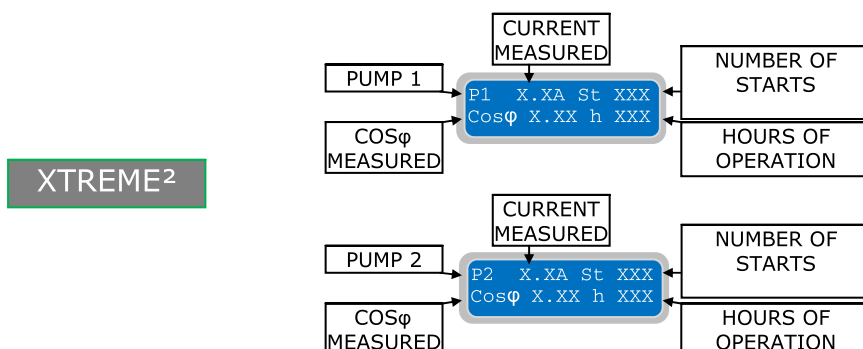 CURRENT
MEASURED
NUMBER OF
STARTS
PUMP 1
P1 X.XA St XXX
Cosφ X.XX h XXX
COSφ
MEASURED
HOURS OF
OPERATION
XTREME²
CURRENT
MEASURED
NUMBER OF
STARTS
PUMP 2
P2 X.XA St XXX
Cosφ X.XX h XXX
COSφ
MEASURED
HOURS OF
OPERATION